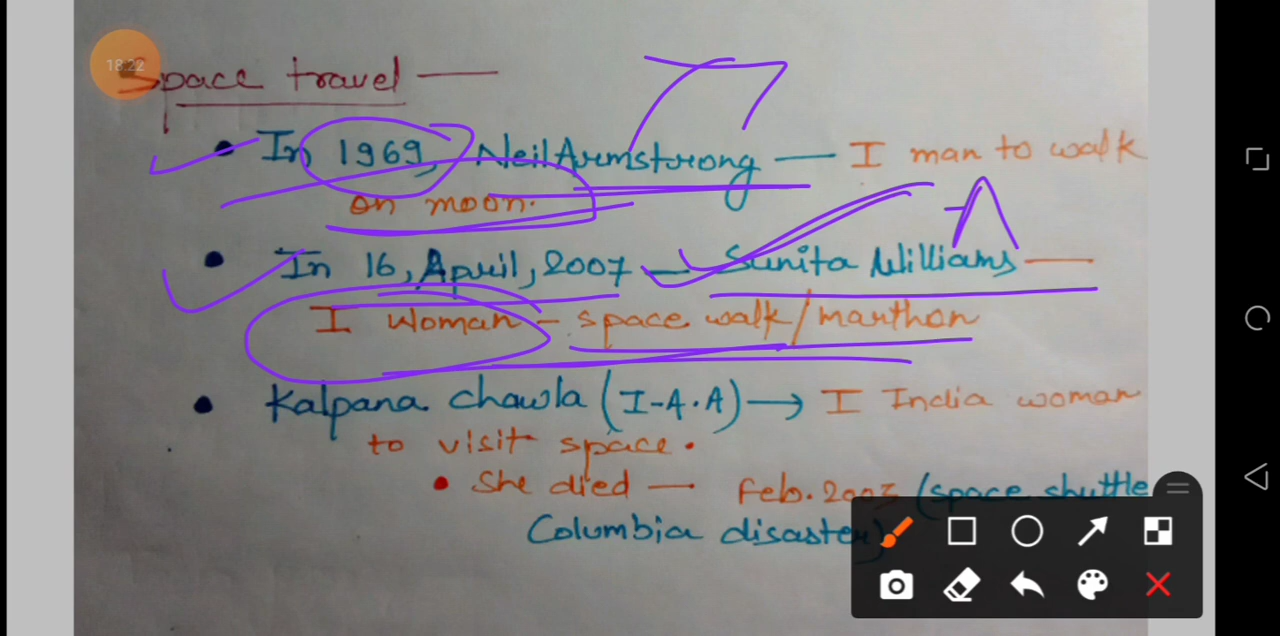 18:22
Space travel —
• In 1969, Neil Armstrong — I man to walk
on moon.
• In 16, April, 2007 — Sunita Williams —
I Woman - space walk/marthon
• Kalpana chawla (I-A.A) → I India woman
to visit space.
• She died — Feb. 2003 (space shuttle
Columbia disaster)